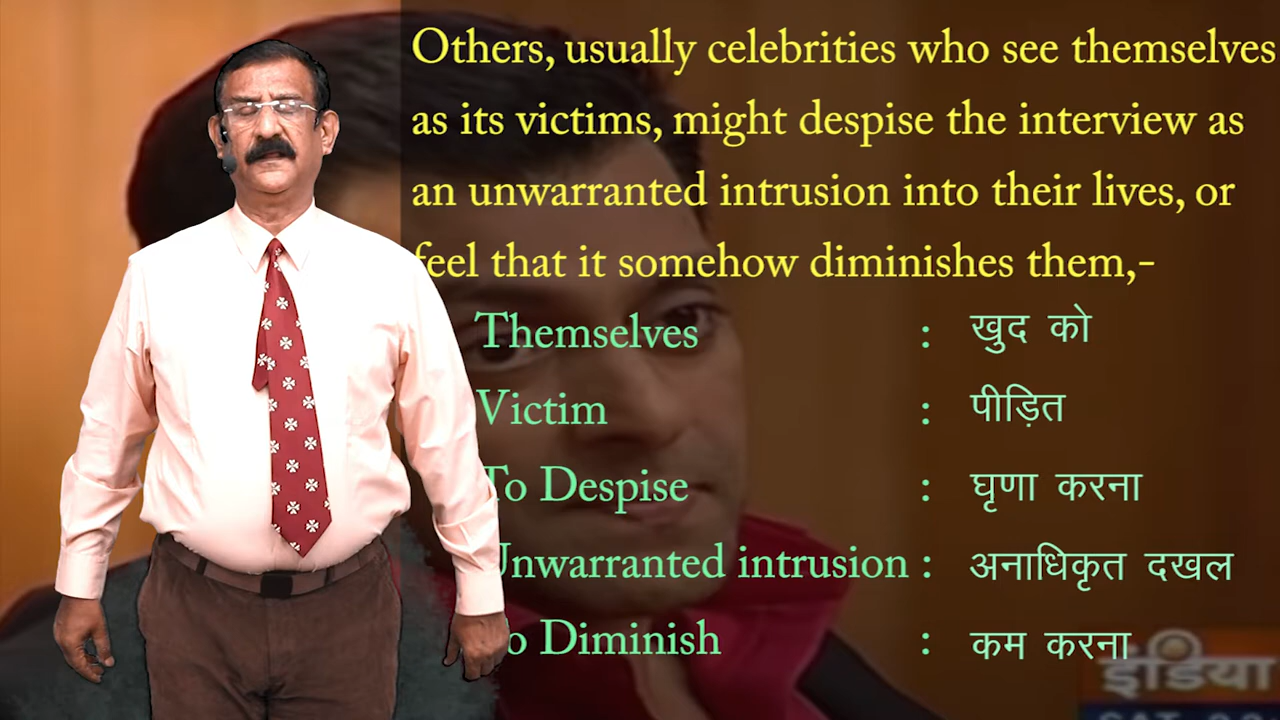 Others, usually celebrities who see themselves
as its victims, might despise the interview as
an unwarranted intrusion into their lives, or
feel that it somehow diminishes them,-
Themselves : खुद को
Victim : पीड़ित
To Despise : घृणा करना
Unwarranted intrusion : अनाधिकृत दखल
To Diminish : कम करना
इंडिया